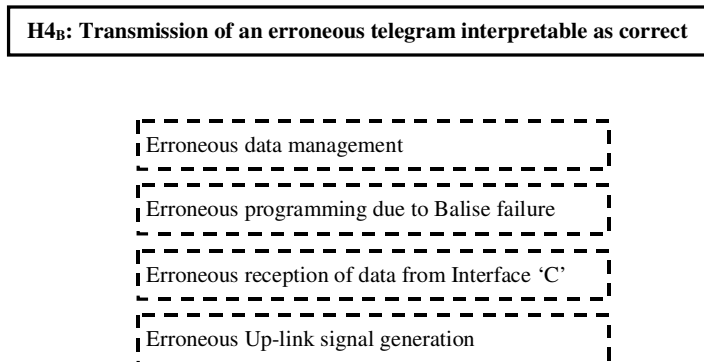 H4B: Transmission of an erroneous telegram interpretable as correct
Erroneous data management
Erroneous programming due to Balise failure
Erroneous reception of data from Interface ‘C’
Erroneous Up-link signal generation